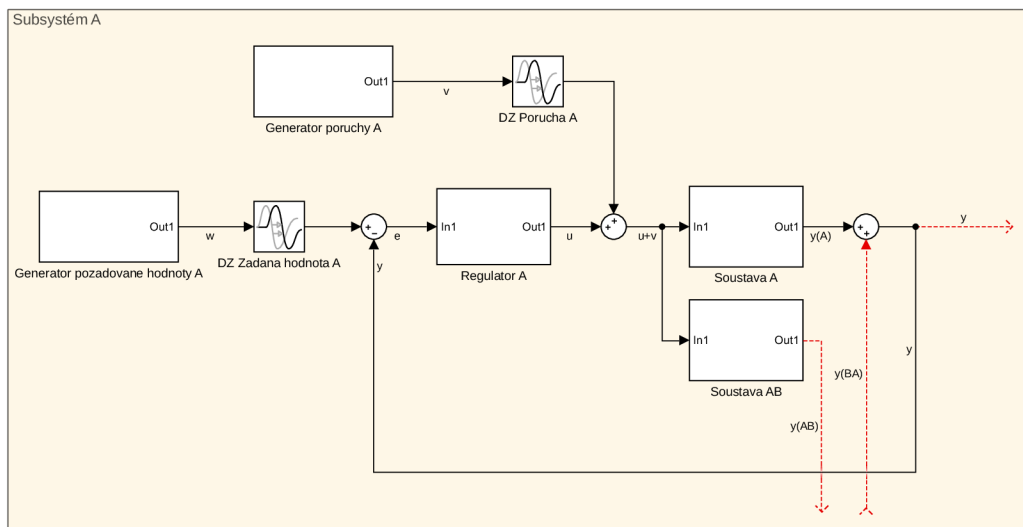 Subsystém A
Out1
v
Generator poruchy A
DZ Porucha A
Out1
w
Generator pozadovane hodnoty A
DZ Zadana hodnota A
+
−
e
y
In1
Out1
Regulator A
u
+
+
u+v
In1
Out1
Soustava A
y(A)
+
+
y
In1
Out1
Soustava AB
y(AB)
y(BA)
y